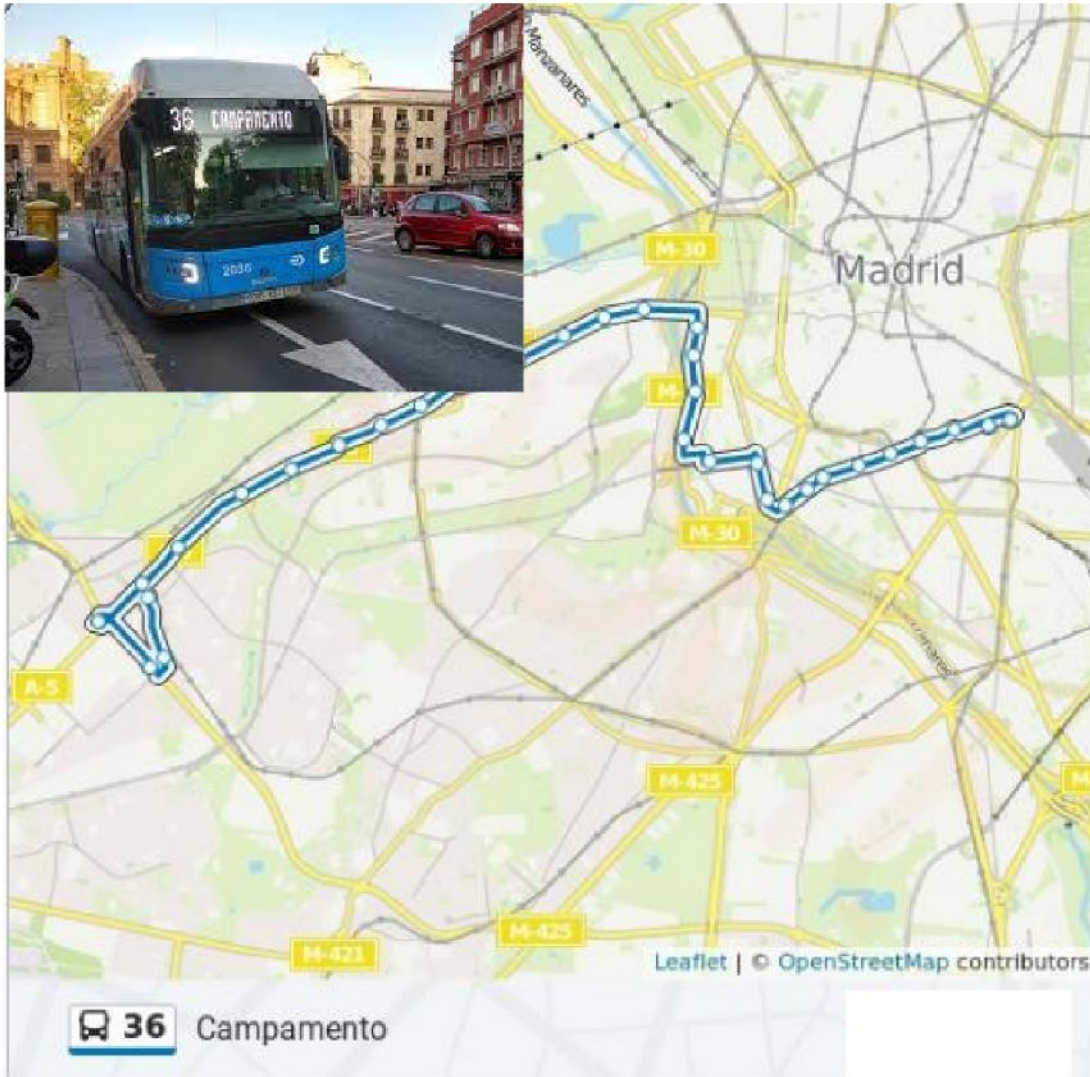 36 CAMPAMENTO
2036
Manzanares
M-30
Madrid
M-30
A-5
M-425
M-425
M-421
Leaflet | © OpenStreetMap contributors
36 Campamento